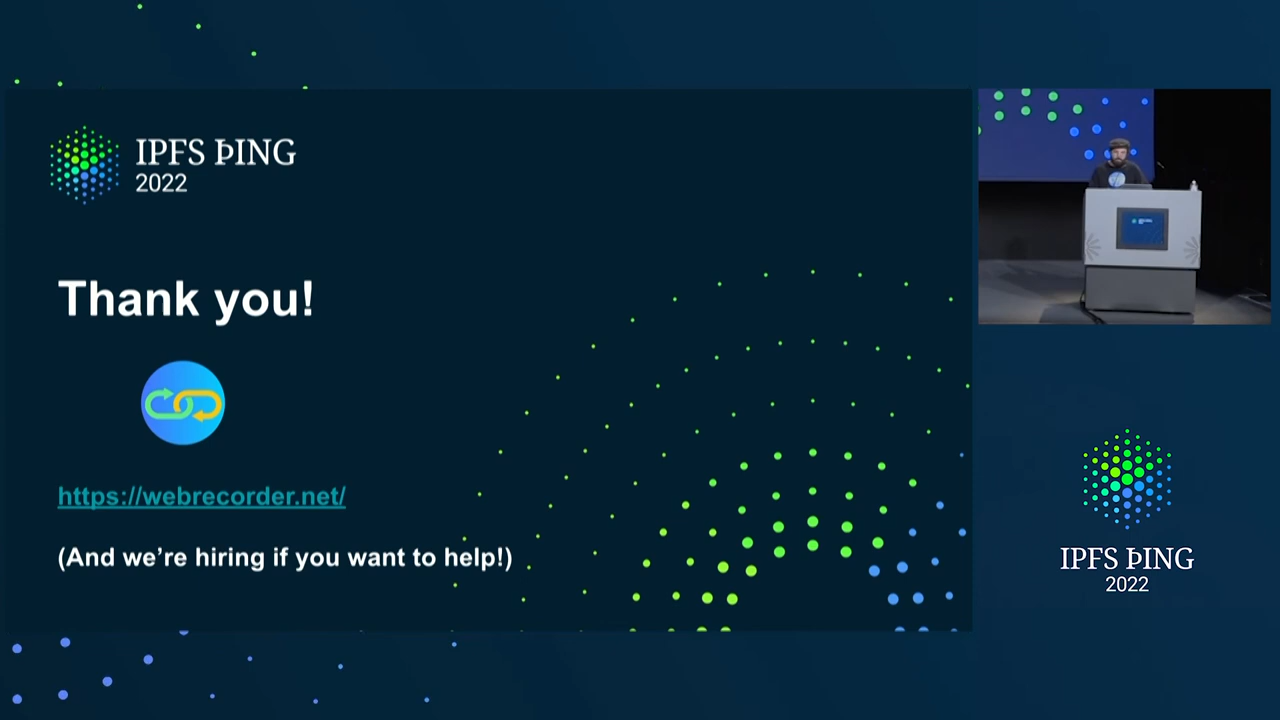 IPFS ÞING
2022
Thank you!
https://webrecorder.net/
(And we’re hiring if you want to help!)
IPFS ÞING
2022